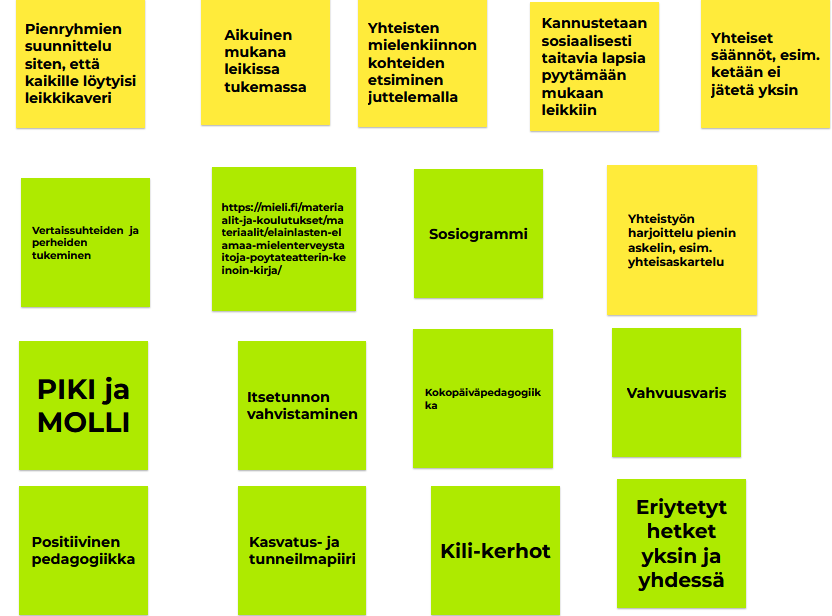 Pienryhmien
suunnittelu
siten, että
kaikille löytyisi
leikkikaveri
Aikuinen
mukana
leikissa
tukemassa
Yhteisten
mielenkiinnon
kohteiden
etsiminen
juttelemalla
Kannustetaan
sosiaalisesti
taitavia lapsia
pyytämään
mukaan
leikkiin
Yhteiset
säännöt, esim.
ketään ei
jätetä yksin
Vertaissuhteiden ja
perheiden
tukeminen
https://mieli.fi/materia
alit-ja-koulutukset/ma
teriaalit/elainlasten-el
amaa-mielenterveysta
itoja-poytateatterin-ke
inoin-kirja/
Sosiogrammi
Yhteistyön
harjoittelu pienin
askelin, esim.
yhteisaskartelu
PIKI ja
MOLLI
Itsetunnon
vahvistaminen
Kokopäiväpedagogiik
ka
Vahvuusvaris
Positiivinen
pedagogiikka
Kasvatus- ja
tunneilmapiiri
Kili-kerhot
Eriytetyt
hetket
yksin ja
yhdessä